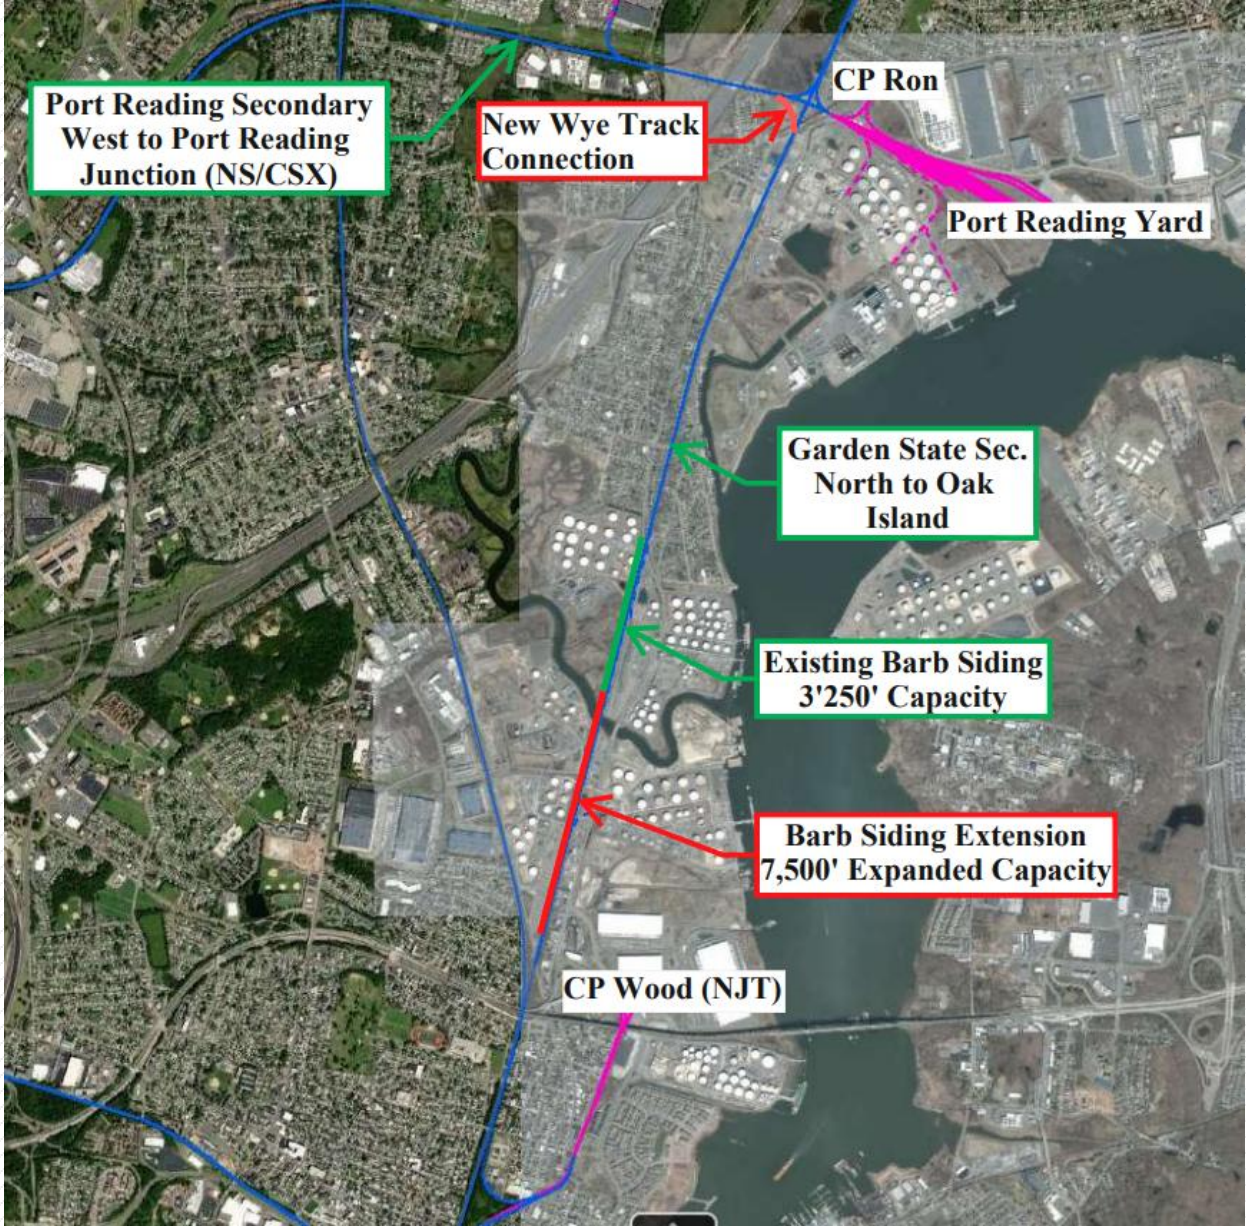 CP Ron
Port Reading Secondary
West to Port Reading
Junction (NS/CSX)
New Wye Track
Connection
Port Reading Yard
Garden State Sec.
North to Oak
Island
Existing Barb Siding
3'250' Capacity
Barb Siding Extension
7,500' Expanded Capacity
CP Wood (NJT)